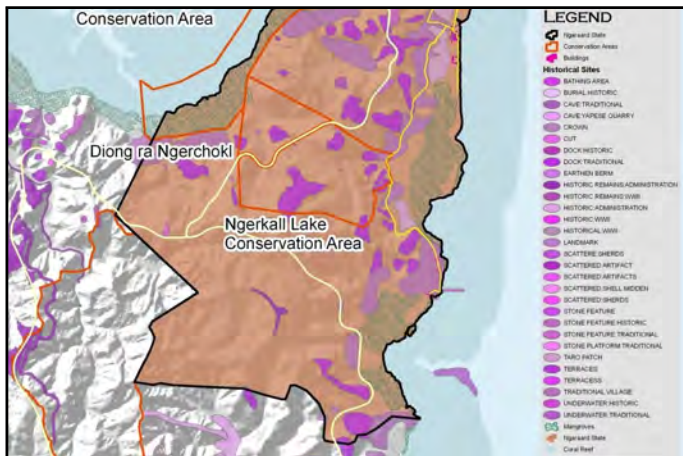 Conservation Area
Diong ra Ngerchokl
Ngerkall Lake
Conservation Area
LEGEND
Ngaraard State
Conservation Areas
Buildings
Historical Sites
BATHING AREA
BURIAL HISTORIC
CAVE TRADITIONAL
CAVE YAPESE QUARRY
CROWN
CUT
DOCK HISTORIC
DOCK TRADITIONAL
EARTHEN BERM
HISTORIC REMAINS ADMINISTRATION
HISTORIC REMAINS WWII
HISTORIC ADMINISTRATION
HISTORIC WWII
HISTORICAL WWII
LANDMARK
SCATTERE SHERDS
SCATTERED ARTIFACT
SCATTERED ARTIFACTS
SCATTERED SHELL MIDDEN
SCATTERED SHERDS
STONE FEATURE
STONE FEATURE HISTORIC
STONE FEATURE TRADITIONAL
STONE PLATFORM TRADITIONAL
TARO PATCH
TERRACES
TERRACESS
TRADITIONAL VILLAGE
UNDERWATER HISTORIC
UNDERWATER TRADITIONAL
Mangroves
Ngaraard State
Coral Reef